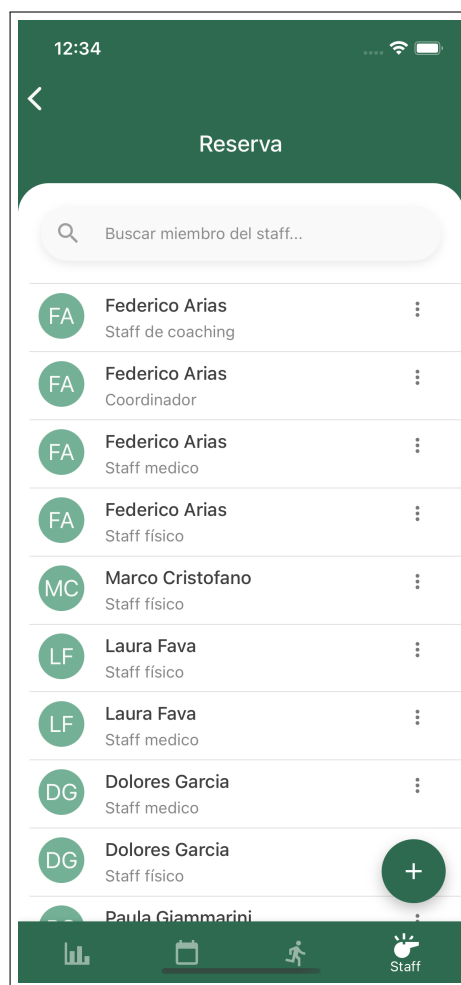 12:34
Reserva
Buscar miembro del staff...
FA
Federico Arias
Staff de coaching
FA
Federico Arias
Coordinador
FA
Federico Arias
Staff medico
FA
Federico Arias
Staff físico
MC
Marco Cristofano
Staff físico
LF
Laura Fava
Staff físico
LF
Laura Fava
Staff medico
DG
Dolores Garcia
Staff medico
DG
Dolores Garcia
Staff físico
Paula Giammarini
Staff